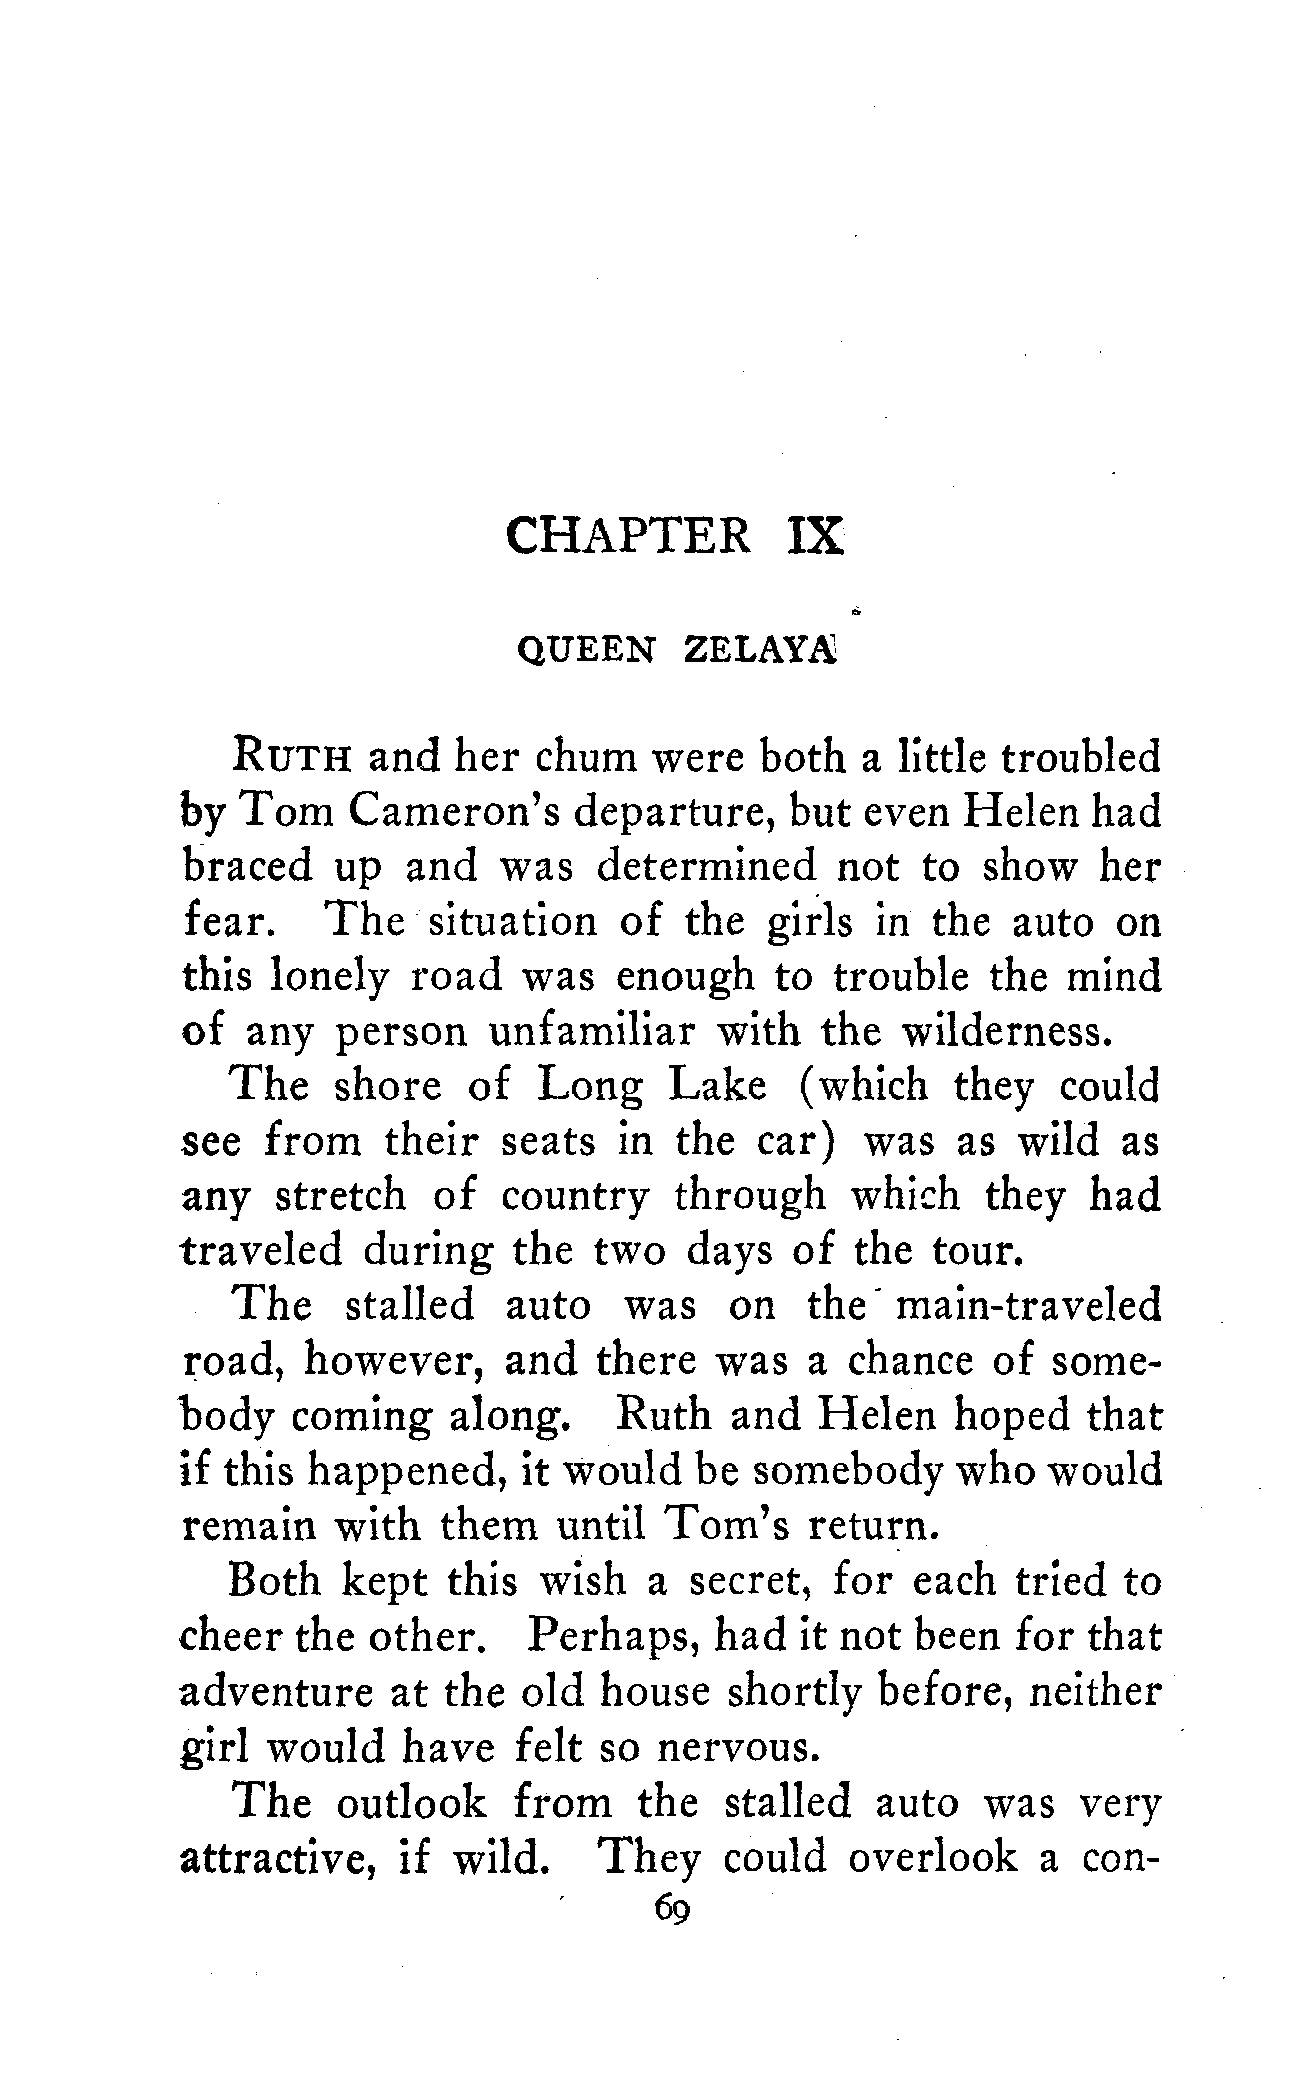 CHAPTER IX
QUEEN ZELAYA
RUTH and her chum were both a little troubled
by Tom Cameron's departure, but even Helen had
braced up and was determined not to show her
fear. The situation of the girls in the auto on
this lonely road was enough to trouble the mind
of any person unfamiliar with the wilderness.
The shore of Long Lake (which they could
see from their seats in the car) was as wild as
any stretch of country through which they had
traveled during the two days of the tour.
The stalled auto was on the main-traveled
road, however, and there was a chance of some-
body coming along. Ruth and Helen hoped that
if this happened, it would be somebody who would
remain with them until Tom's return.
Both kept this wish a secret, for each tried to
cheer the other. Perhaps, had it not been for that
adventure at the old house shortly before, neither
girl would have felt so nervous.
The outlook from the stalled auto was very
attractive, if wild. They could overlook a con-
69